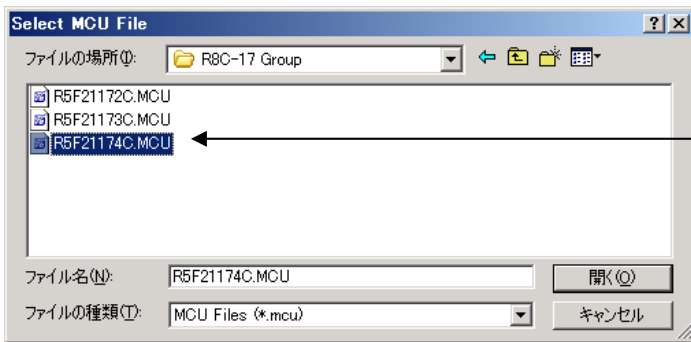 Select MCU File
ファイルの場所(I):
R8C-17 Group
R5F21172C.MCU
R5F21173C.MCU
R5F21174C.MCU
ファイル名(N):
R5F21174C.MCU
開く(O)
ファイルの種類(T):
MCU Files (*.mcu)
キャンセル